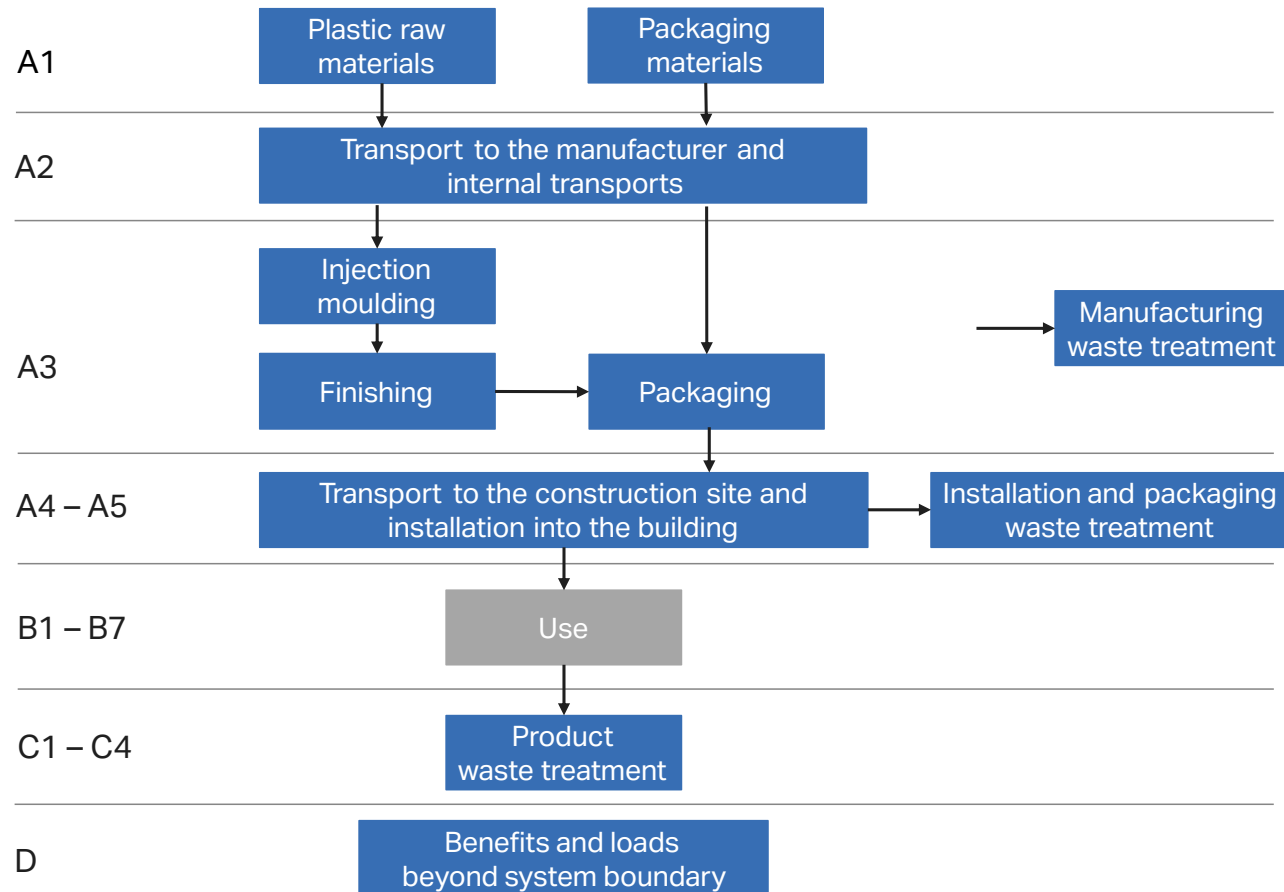 A1
Plastic raw
materials
Packaging
materials
A2
Transport to the manufacturer and
internal transports
A3
Injection
moulding
Manufacturing
waste treatment
Finishing
Packaging
A4 – A5
Transport to the construction site and
installation into the building
Installation and packaging
waste treatment
B1 – B7
Use
C1 – C4
Product
waste treatment
D
Benefits and loads
beyond system boundary